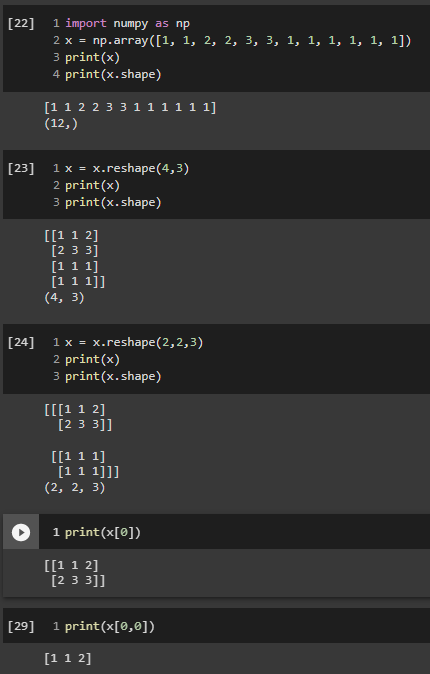 [22] 1 import numpy as np
2 x = np.array([1, 1, 2, 2, 3, 3, 1, 1, 1, 1, 1, 1])
3 print(x)
4 print(x.shape)
[1 1 2 2 3 3 1 1 1 1 1 1]
(12,)
[23] 1 x = x.reshape(4,3)
2 print(x)
3 print(x.shape)
[[1 1 2]
[2 3 3]
[1 1 1]
[1 1 1]]
(4, 3)
[24] 1 x = x.reshape(2,2,3)
2 print(x)
3 print(x.shape)
[[[1 1 2]
[2 3 3]]
[[1 1 1]
[1 1 1]]]
(2, 2, 3)
1 print(x[0])
[[1 1 2]
[2 3 3]]
[29] 1 print(x[0,0])
[1 1 2]